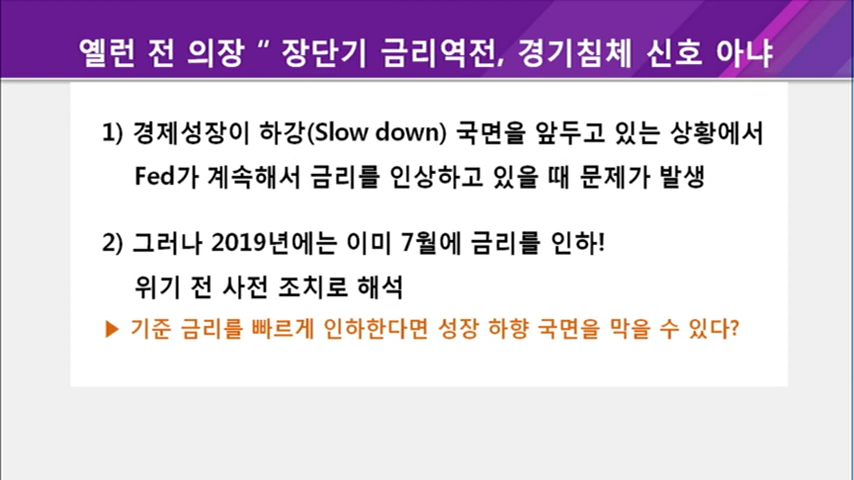 옐런 전 의장 “ 장단기 금리역전, 경기침체 신호 아냐
1) 경제성장이 하강(Slow down) 국면을 앞두고 있는 상황에서
Fed가 계속해서 금리를 인상하고 있을 때 문제가 발생
2) 그러나 2019년에는 이미 7월에 금리를 인하!
위기 전 사전 조치로 해석
▶ 기준 금리를 빠르게 인하한다면 성장 하향 국면을 막을 수 있다?